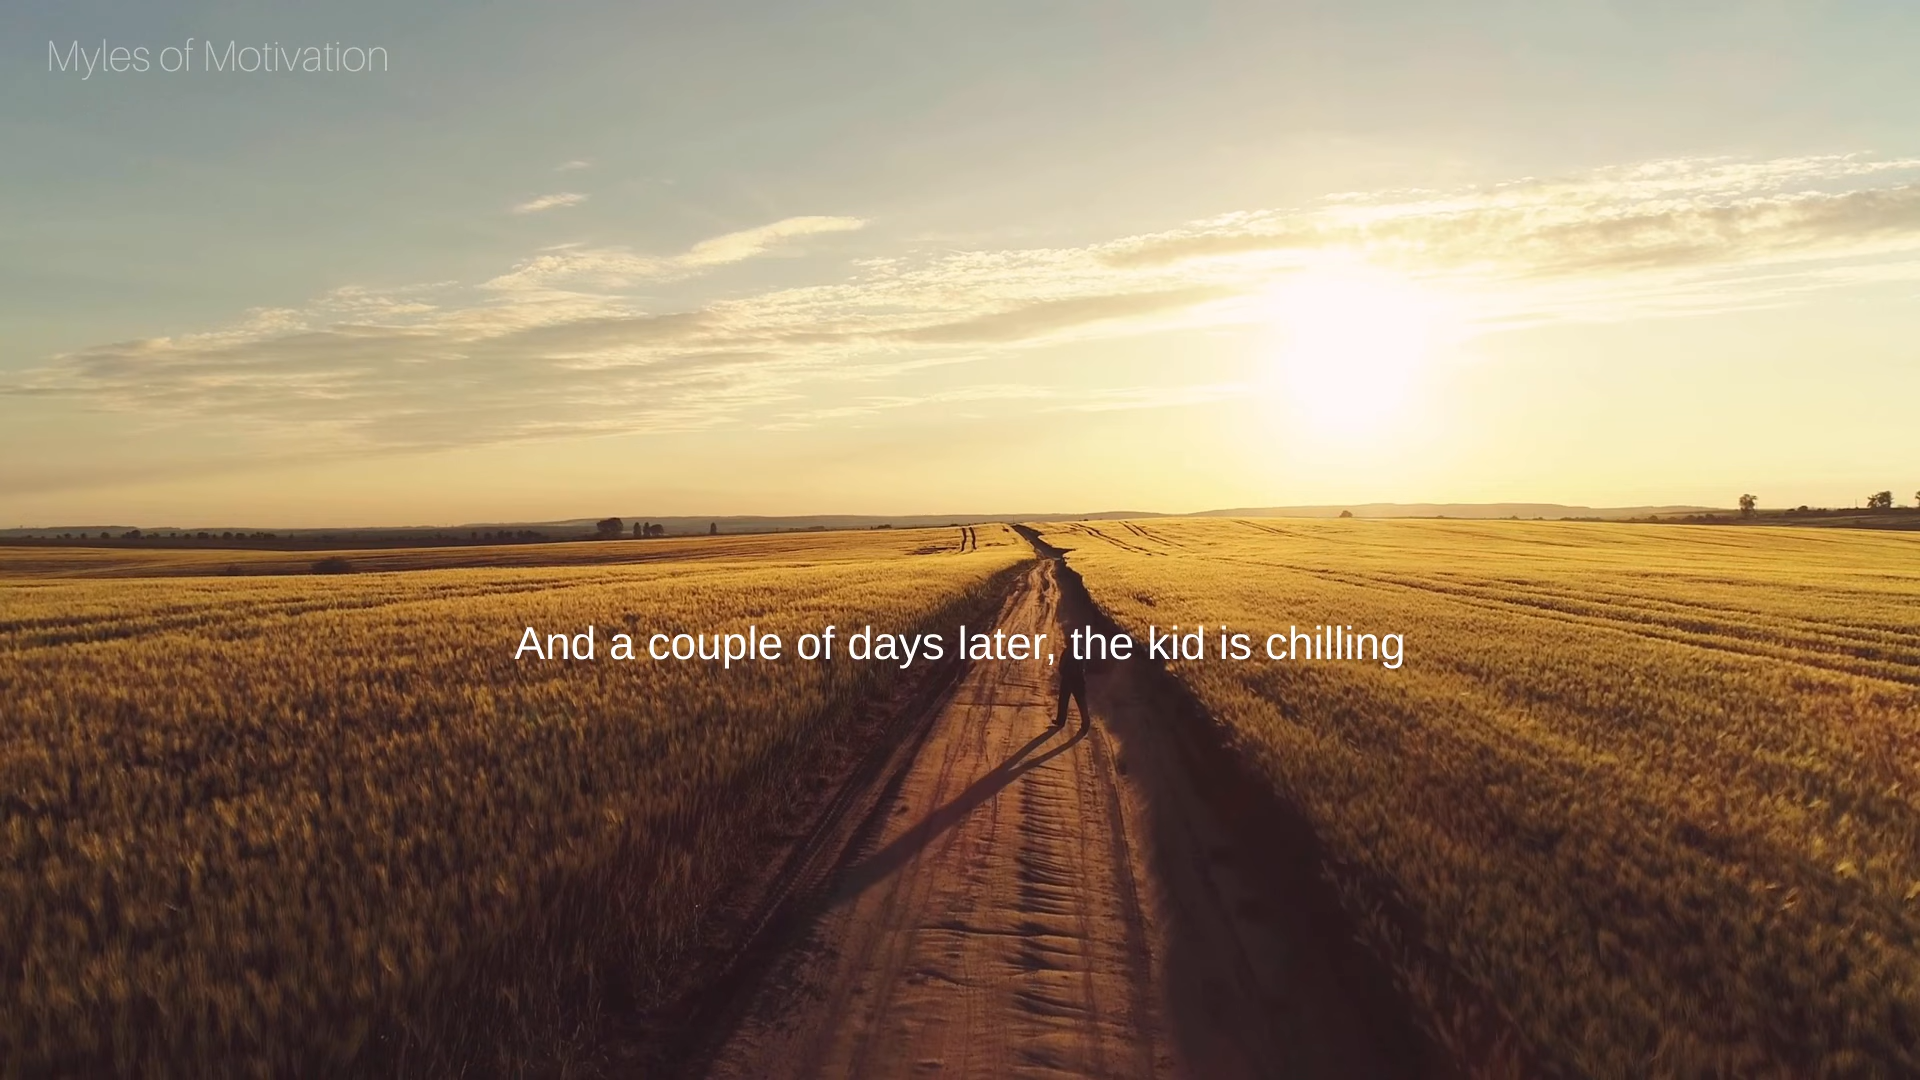 Myles of Motivation
And a couple of days later, the kid is chilling